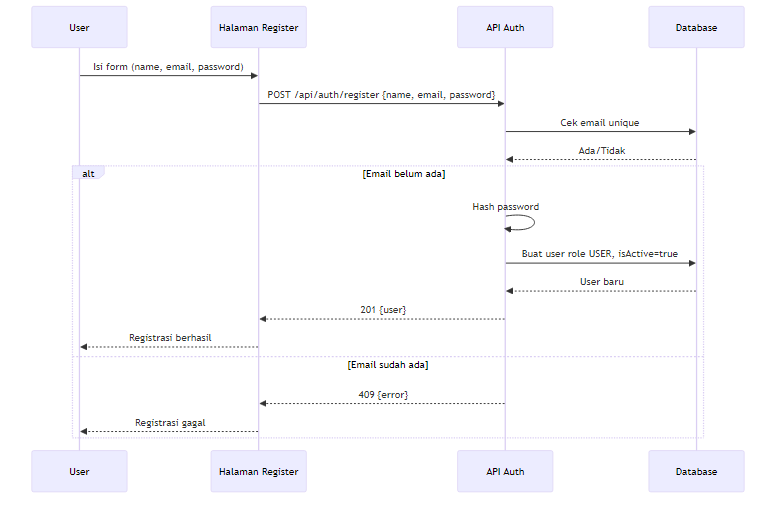 User
Halaman Register
API Auth
Database
Isi form (name, email, password)
POST /api/auth/register {name, email, password}
Cek email unique
Ada/Tidak
alt
[Email belum ada]
Hash password
Buat user role USER, isActive=true
User baru
201 {user}
Registrasi berhasil
[Email sudah ada]
409 {error}
Registrasi gagal
User
Halaman Register
API Auth
Database